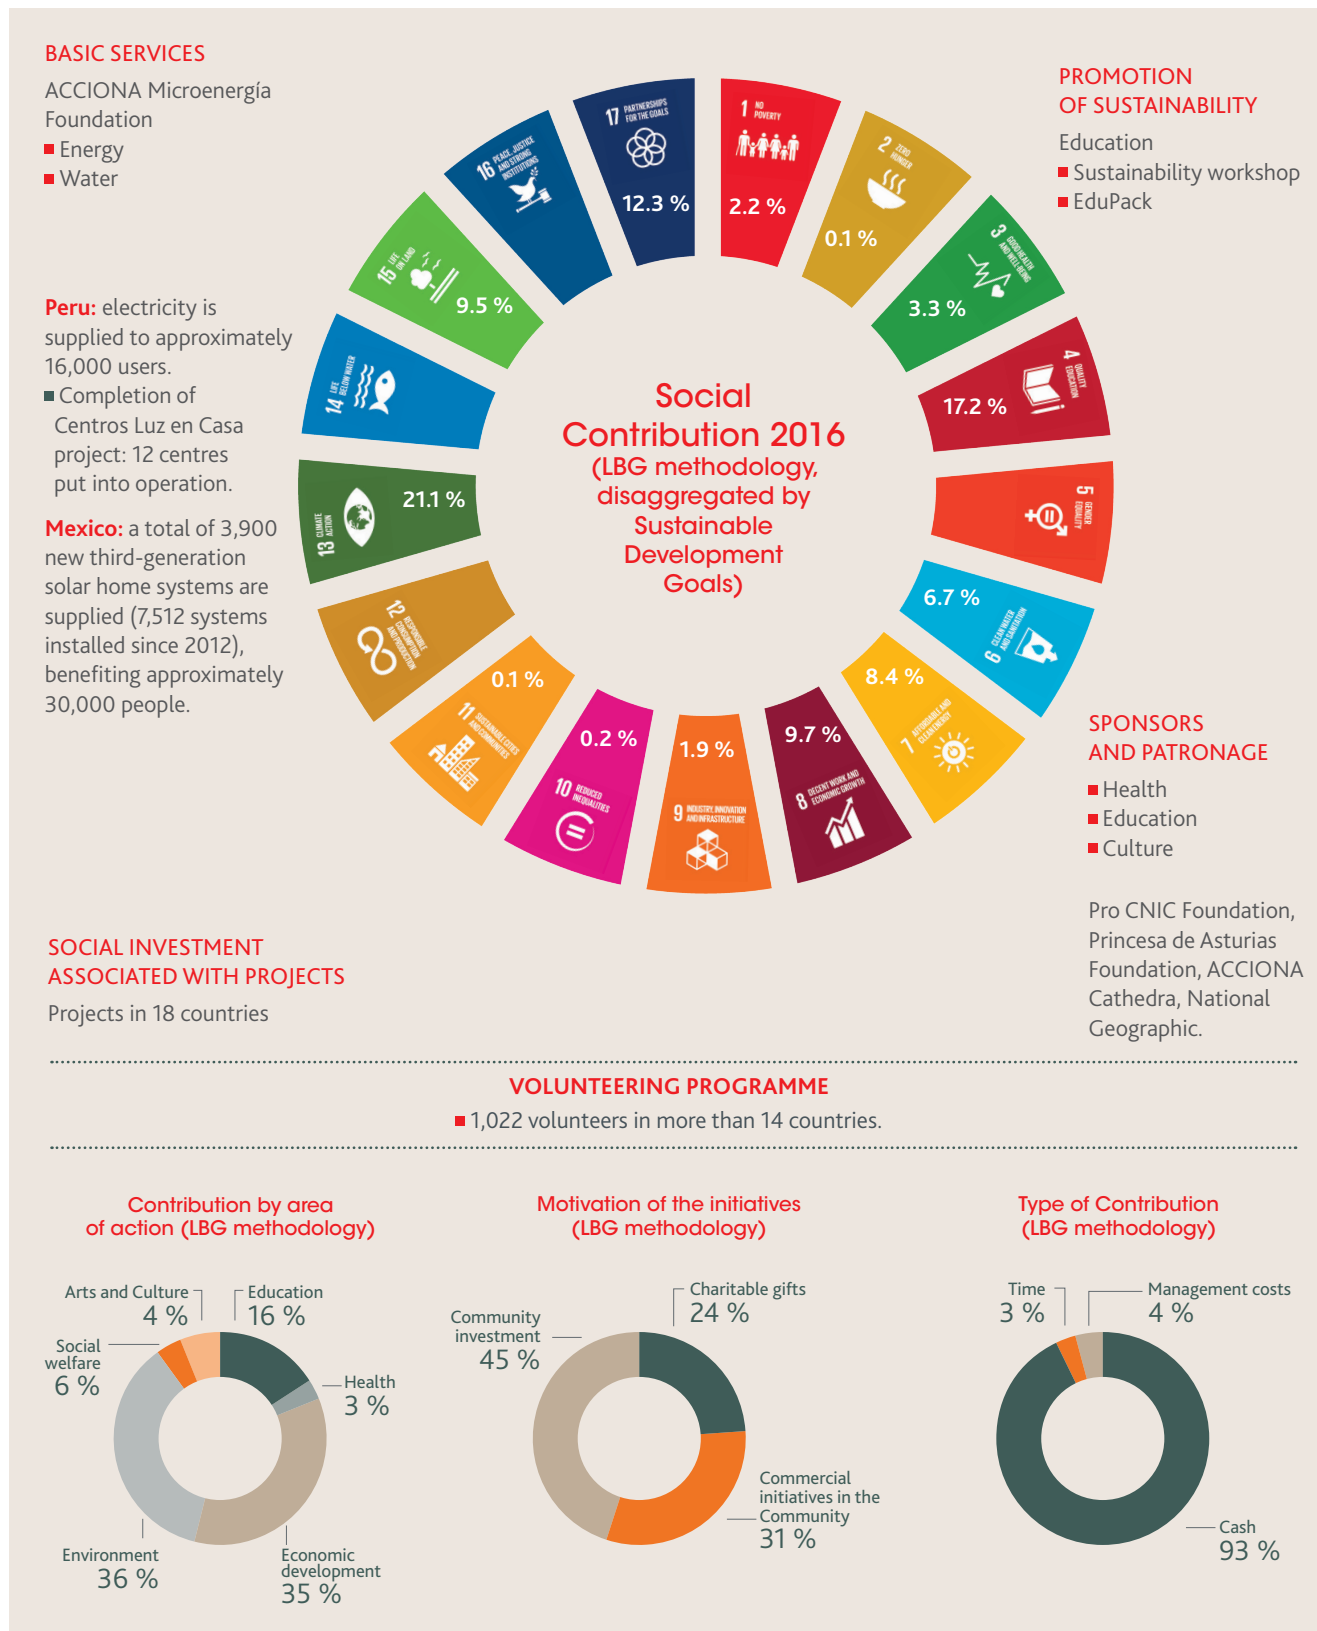 BASIC SERVICES
ACCIONA Microenergía
Foundation
Energy
Water
Peru: electricity is
supplied to approximately
16,000 users.
Completion of
Centros Luz en Casa
project: 12 centres
put into operation.
Mexico: a total of 3,900
new third-generation
solar home systems are
supplied (7,512 systems
installed since 2012),
benefiting approximately
30,000 people.
PROMOTION
OF SUSTAINABILITY
Education
Sustainability workshop
EduPack
Social
Contribution 2016
(LBG methodology,
disaggregated by
Sustainable
Development
Goals)
1 NO
POVERTY
2.2 %
2 ZERO
HUNGER
0.1 %
3 GOOD HEALTH
AND WELL-BEING
3.3 %
4 QUALITY
EDUCATION
17.2 %
5 GENDER
EQUALITY
6 CLEAN WATER
AND SANITATION
6.7 %
7 AFFORDABLE AND
CLEAN ENERGY
8.4 %
8 DECENT WORK AND
ECONOMIC GROWTH
9.7 %
9 INDUSTRY, INNOVATION
AND INFRASTRUCTURE
1.9 %
10 REDUCED
INEQUALITIES
0.2 %
11 SUSTAINABLE CITIES
AND COMMUNITIES
0.1 %
12 RESPONSIBLE
CONSUMPTION
AND PRODUCTION
13 CLIMATE
ACTION
21.1 %
14 LIFE
BELOW WATER
15 LIFE
ON LAND
9.5 %
16 PEACE, JUSTICE
AND STRONG
INSTITUTIONS
17 PARTNERSHIPS
FOR THE GOALS
12.3 %
SPONSORS
AND PATRONAGE
Health
Education
Culture
Pro CNIC Foundation,
Princesa de Asturias
Foundation, ACCIONA
Cathedra, National
Geographic.
SOCIAL INVESTMENT
ASSOCIATED WITH PROJECTS
Projects in 18 countries
VOLUNTEERING PROGRAMME
1,022 volunteers in more than 14 countries.
Contribution by area
of action (LBG methodology)
Arts and Culture
4 %
Education
16 %
Social
welfare
6 %
Health
3 %
Environment
36 %
Economic
development
35 %
Motivation of the initiatives
(LBG methodology)
Charitable gifts
24 %
Community
investment
45 %
Commercial
initiatives in the
Community
31 %
Type of Contribution
(LBG methodology)
Time
3 %
Management costs
4 %
Cash
93 %